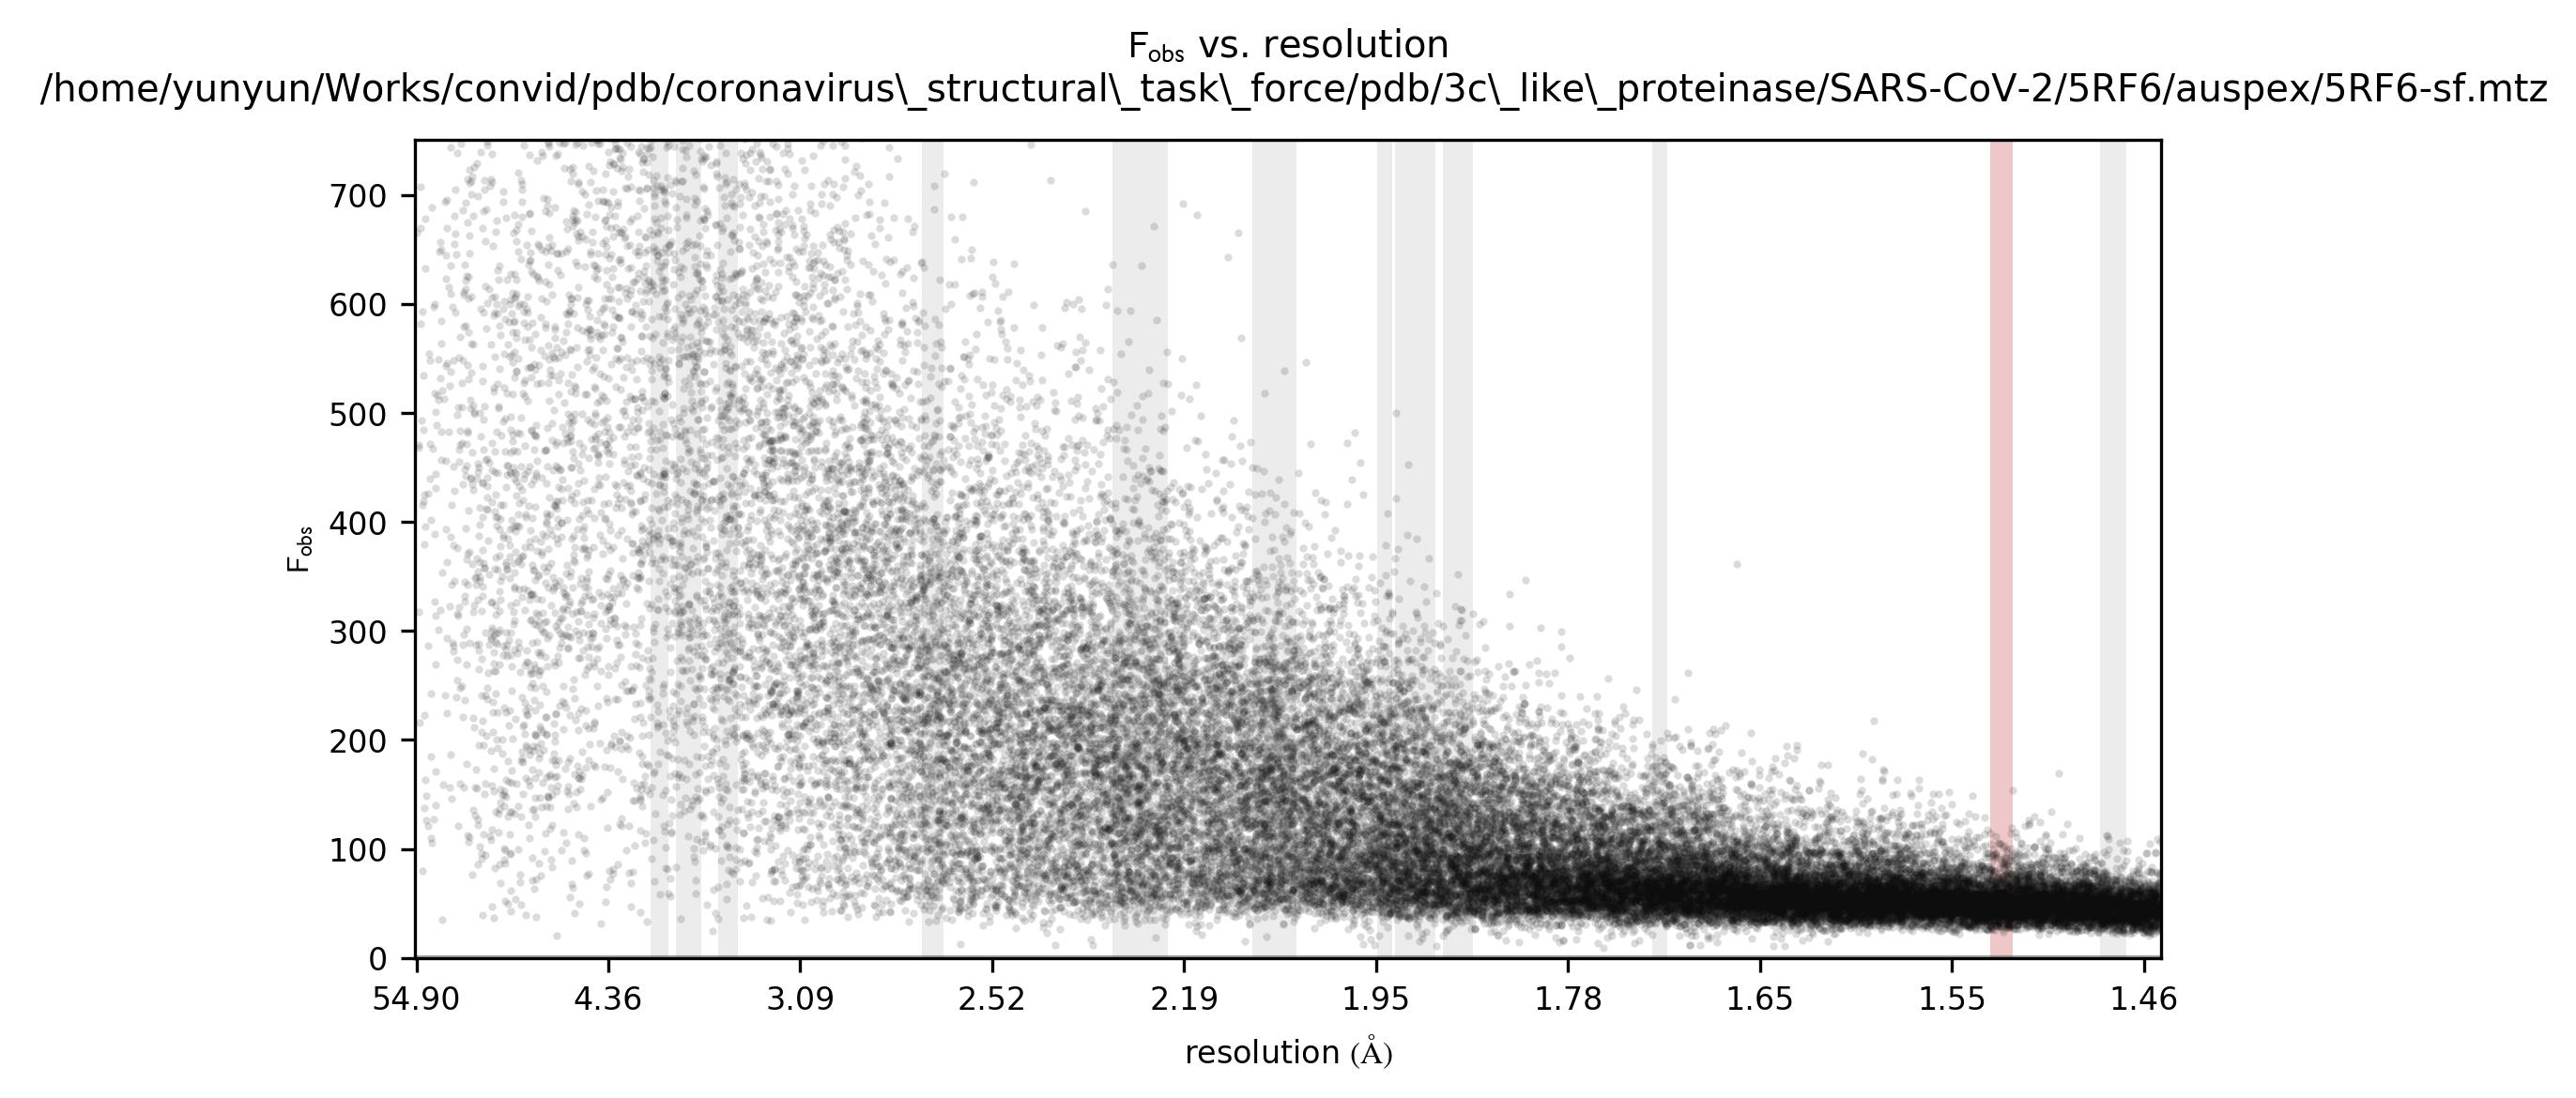 F_obs vs. resolution
/home/yunyun/Works/convid/pdb/coronavirus\_structural\_task\_force/pdb/3c\_like\_proteinase/SARS-CoV-2/5RF6/auspex/5RF6-sf.mtz
700
600
500
400
300
200
100
0
F_obs
54.90 4.36 3.09 2.52 2.19 1.95 1.78 1.65 1.55 1.46
resolution (Å)